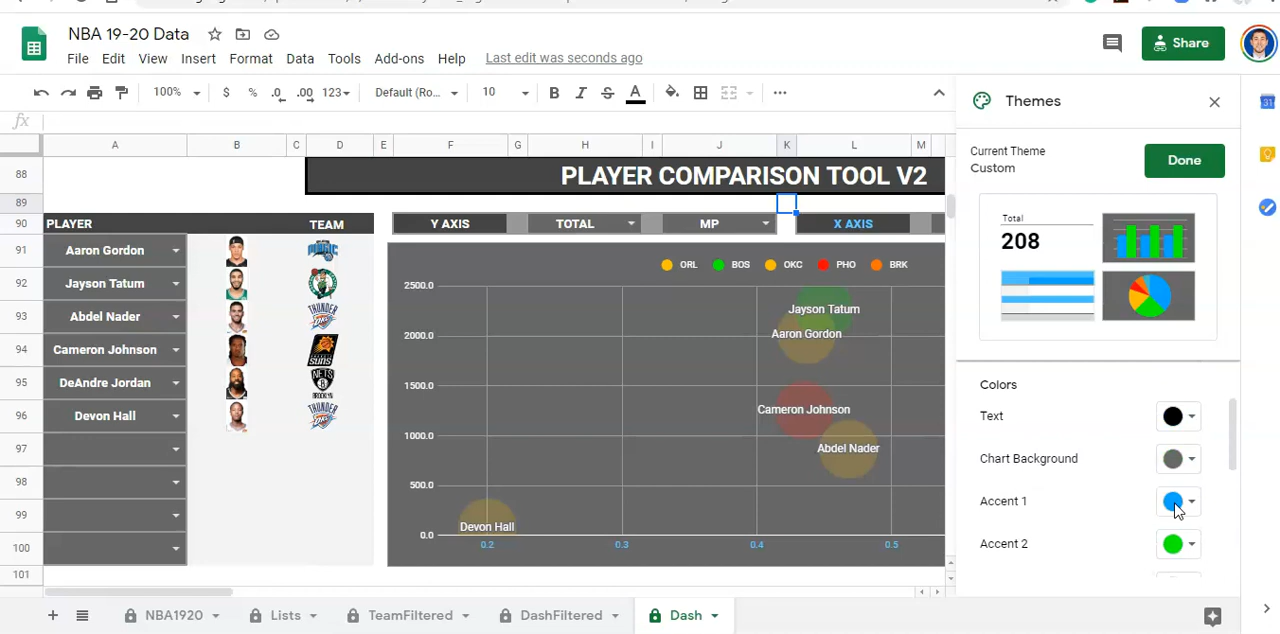 NBA 19-20 Data
File Edit View Insert Format Data Tools Add-ons Help Last edit was seconds ago
Share
100% $ % .0 .00 123 Default (Ro... 10 B I S A ...
fx
Themes
Current Theme
Custom
Done
Total
208
A B C D E F G H I J K L M
88 PLAYER COMPARISON TOOL V2
89
90 PLAYER TEAM Y AXIS TOTAL MP X AXIS
91 Aaron Gordon
92 Jayson Tatum
93 Abdel Nader
94 Cameron Johnson
95 DeAndre Jordan
96 Devon Hall
97
98
99
100
101
ORL BOS OKC PHO BRK
2500.0
Jayson Tatum
2000.0
Aaron Gordon
1500.0
Cameron Johnson
1000.0
Abdel Nader
500.0
Devon Hall
0.0
0.2 0.3 0.4 0.5
Colors
Text
Chart Background
Accent 1
Accent 2
NBA1920 Lists TeamFiltered DashFiltered Dash